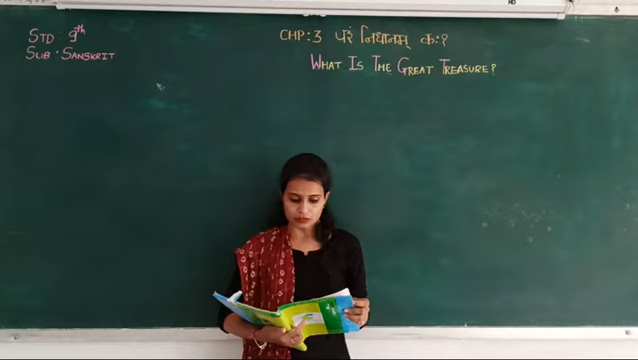 STD : 9th
SUB : SANSKRIT
CHP : 3 परं निधानम् कः ?
WHAT IS THE GREAT TREASURE ?